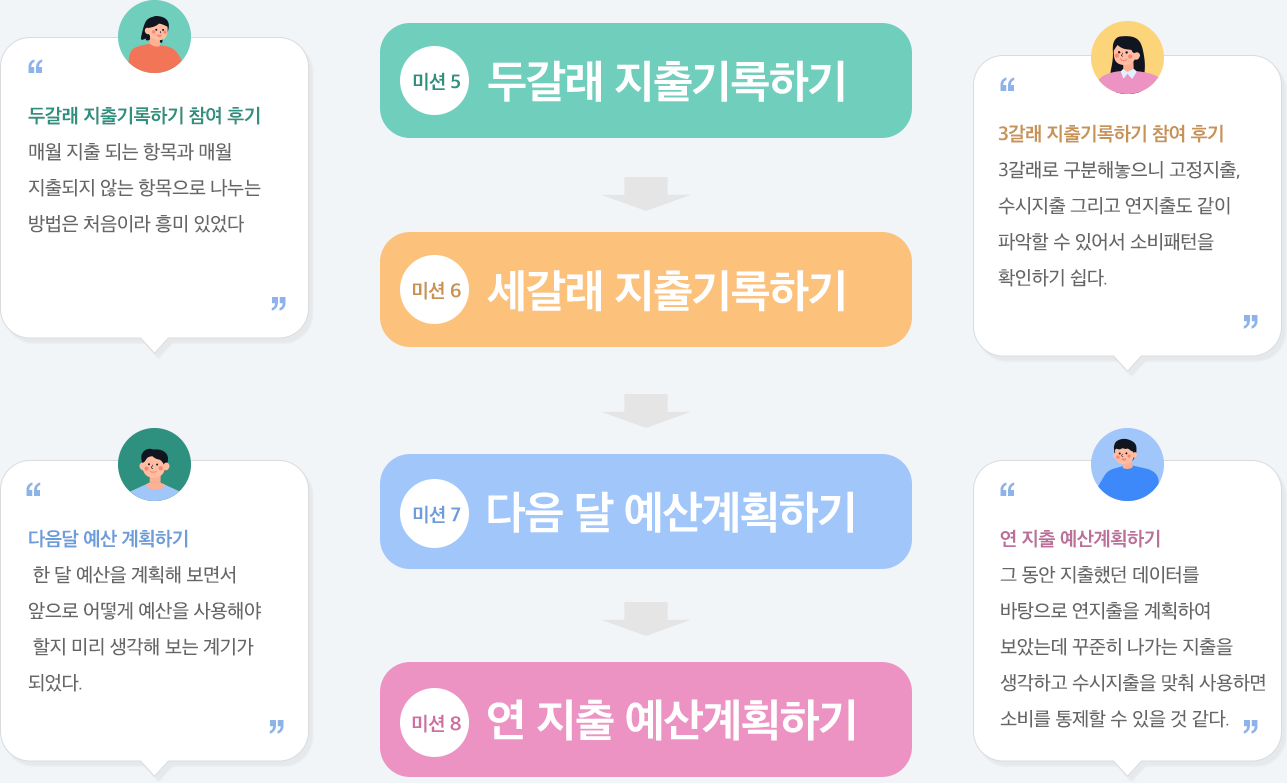 “
두갈래 지출기록하기 참여 후기
매월 지출 되는 항목과 매월
지출되지 않는 항목으로 나누는
방법은 처음이라 흥미 있었다
”
미션 5 두갈래 지출기록하기
“
3갈래 지출기록하기 참여 후기
3갈래로 구분해놓으니 고정지출,
수시지출 그리고 연지출도 같이
파악할 수 있어서 소비패턴을
확인하기 쉽다.
”
미션 6 세갈래 지출기록하기
“
다음달 예산 계획하기
한 달 예산을 계획해 보면서
앞으로 어떻게 예산을 사용해야
할지 미리 생각해 보는 계기가
되었다.
”
미션 7 다음 달 예산계획하기
“
연 지출 예산계획하기
그 동안 지출했던 데이터를
바탕으로 연지출을 계획하여
보았는데 꾸준히 나가는 지출을
생각하고 수시지출을 맞춰 사용하면
소비를 통제할 수 있을 것 같다. ”
미션 8 연 지출 예산계획하기